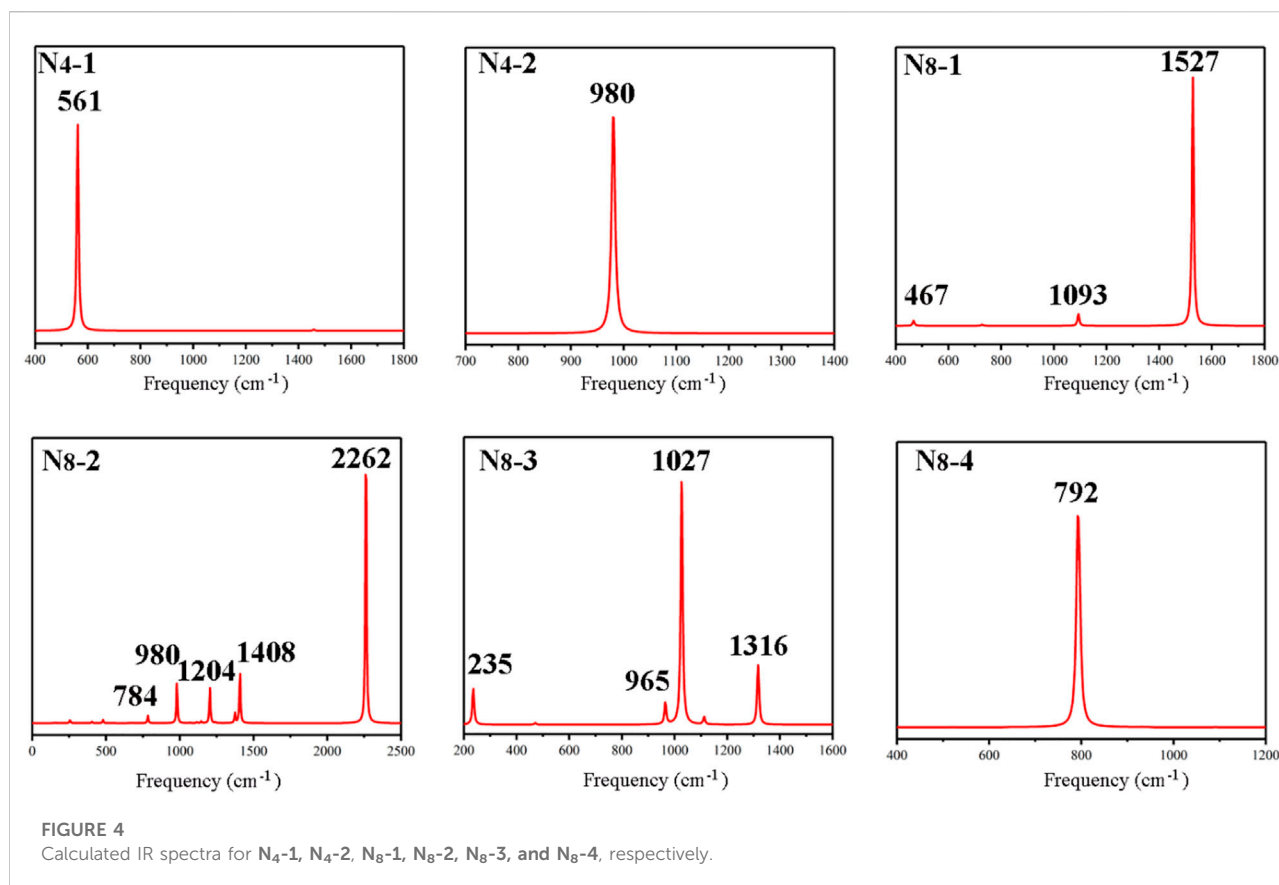 N4-1
561
400 600 800 1000 1200 1400 1600 1800
Frequency (cm⁻¹)
N4-2
980
700 800 900 1000 1100 1200 1300 1400
Frequency (cm⁻¹)
N8-1
1527
467
1093
400 600 800 1000 1200 1400 1600 1800
Frequency (cm⁻¹)
N8-2
2262
784
980
1204
1408
0 500 1000 1500 2000 2500
Frequency (cm⁻¹)
N8-3
1027
235
965
1316
200 400 600 800 1000 1200 1400 1600
Frequency (cm⁻¹)
N8-4
792
400 600 800 1000 1200
Frequency (cm⁻¹)
FIGURE 4
Calculated IR spectra for N₄-1, N₄-2, N₈-1, N₈-2, N₈-3, and N₈-4, respectively.